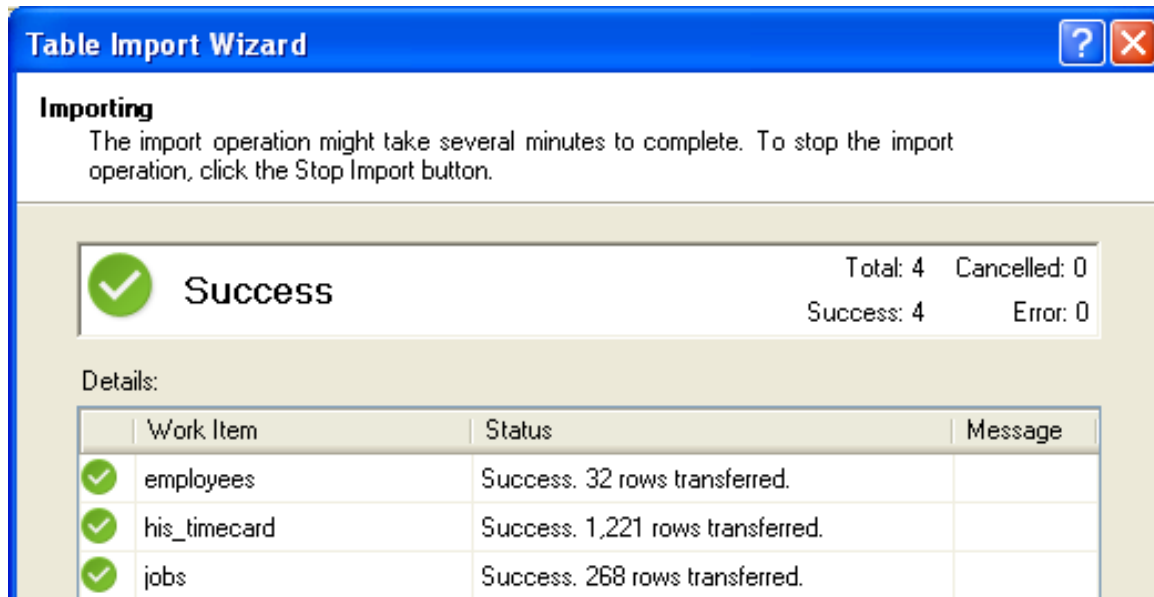 Table Import Wizard
Importing
The import operation might take several minutes to complete. To stop the import
operation, click the Stop Import button.
Success
Total: 4 Cancelled: 0
Success: 4 Error: 0
Details:
Work Item Status Message
employees Success. 32 rows transferred.
his_timecard Success. 1,221 rows transferred.
jobs Success. 268 rows transferred.